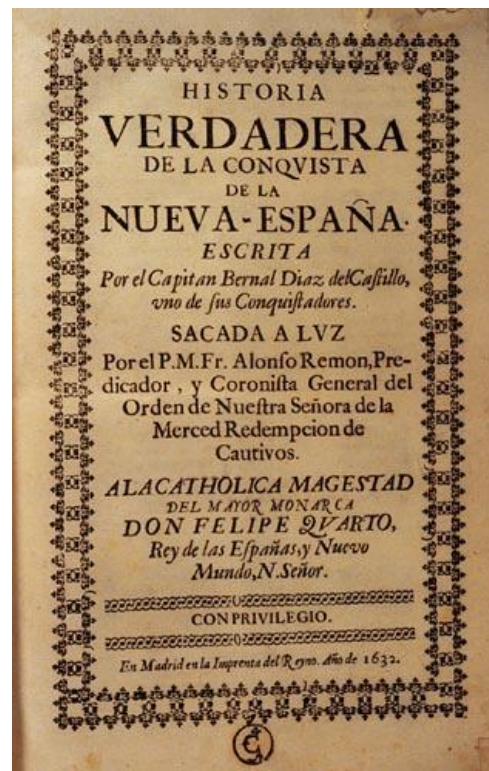 HISTORIA
VERDADERA
DE LA CONQVISTA
DE LA
NUEVA-ESPAÑA.
ESCRITA
Por el Capitan Bernal Diaz del Caſtillo,
vno de ſus Conquiſtadores.
SACADA A LVZ
Por el P. M. Fr. Alonſo Remon, Pre-
dicador, y Coroniſta General del
Orden de Nueſtra Señora de la
Merced Redempcion de
Cautivos.
A LA CATHOLICA MAGESTAD
DEL MAYOR MONARCA
DON FELIPE QVARTO,
Rey de las Eſpañas, y Nuevo
Mundo, N. Señor.
CON PRIVILEGIO.
En Madrid en la Imprenta del Reyno. Año de 1632.